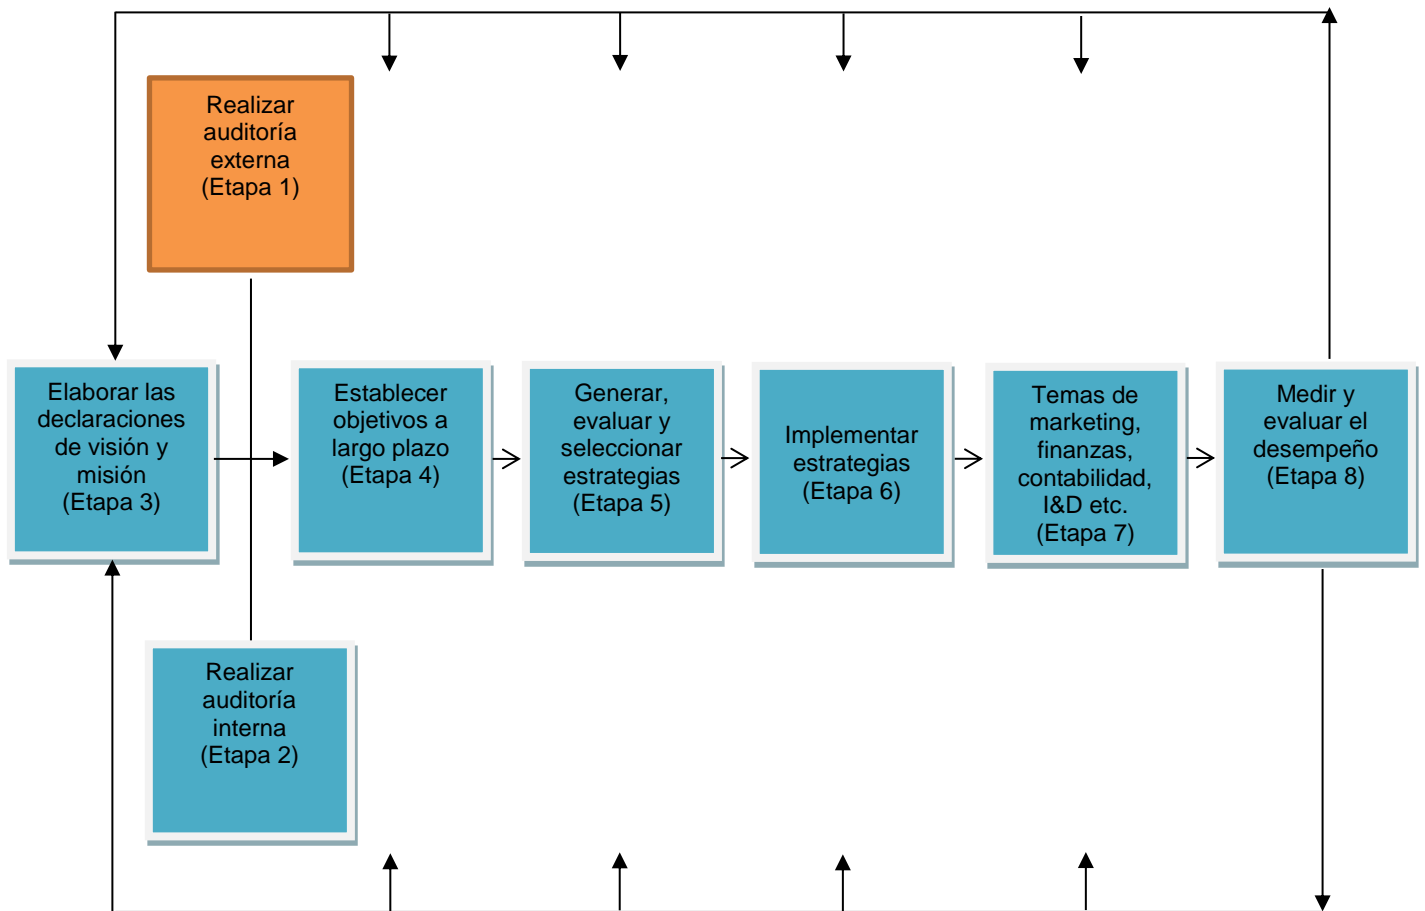 Realizar
auditoría
externa
(Etapa 1)
Elaborar las
declaraciones
de visión y
misión
(Etapa 3)
Establecer
objetivos a
largo plazo
(Etapa 4)
Generar,
evaluar y
seleccionar
estrategias
(Etapa 5)
Implementar
estrategias
(Etapa 6)
Temas de
marketing,
finanzas,
contabilidad,
I&D etc.
(Etapa 7)
Medir y
evaluar el
desempeño
(Etapa 8)
Realizar
auditoría
interna
(Etapa 2)